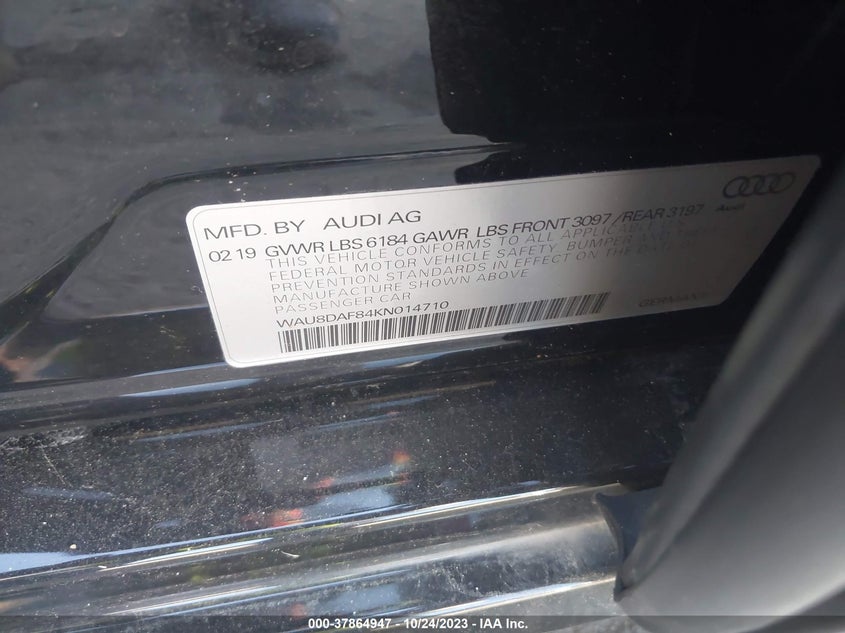 MFD. BY AUDI AG
Audi
02 19 GVWR LBS 6184 GAWR LBS FRONT 3097 /REAR 3197
THIS VEHICLE CONFORMS TO ALL APPLICABLE U.S.
FEDERAL MOTOR VEHICLE SAFETY, BUMPER AND THEFT
PREVENTION STANDARDS IN EFFECT ON THE DATE OF
MANUFACTURE SHOWN ABOVE
PASSENGER CAR
WAU8DAF84KN014710
GERMANY
000-37864947 - 10/24/2023 - IAA Inc.